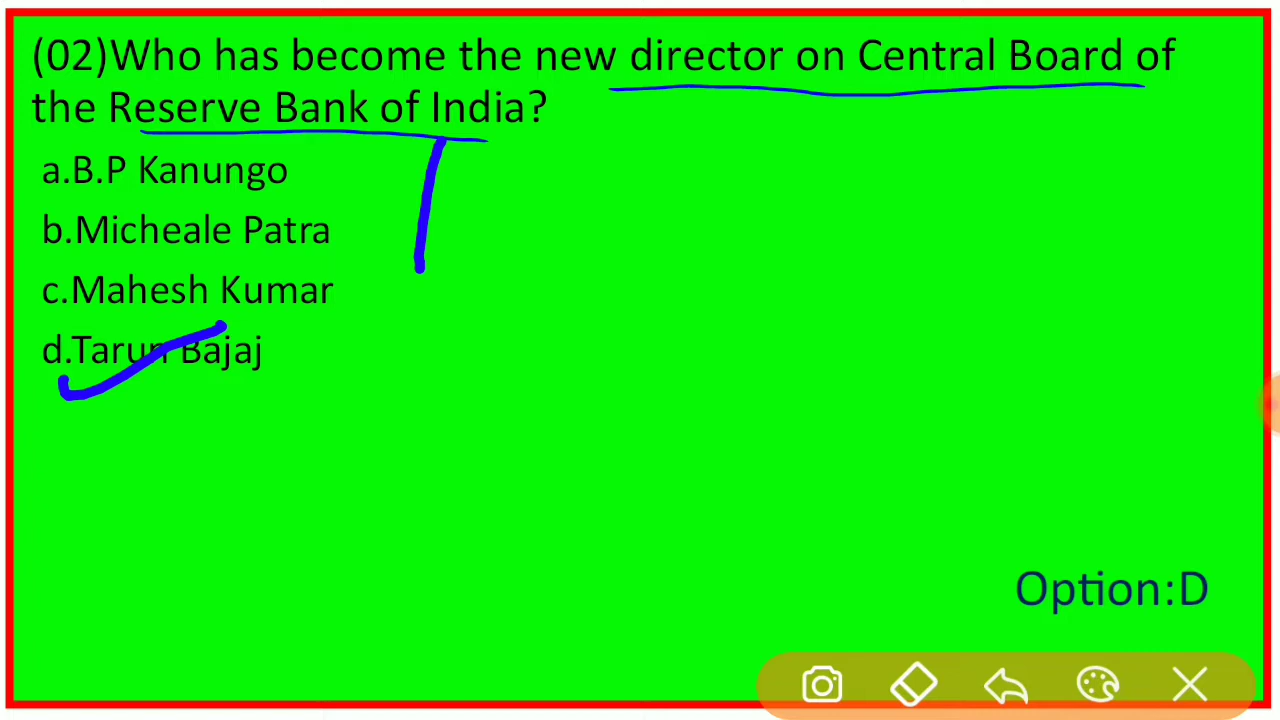 (02)Who has become the new director on Central Board of
the Reserve Bank of India?
a.B.P Kanungo
b.Micheale Patra
c.Mahesh Kumar
d.Tarun Bajaj
Option:D